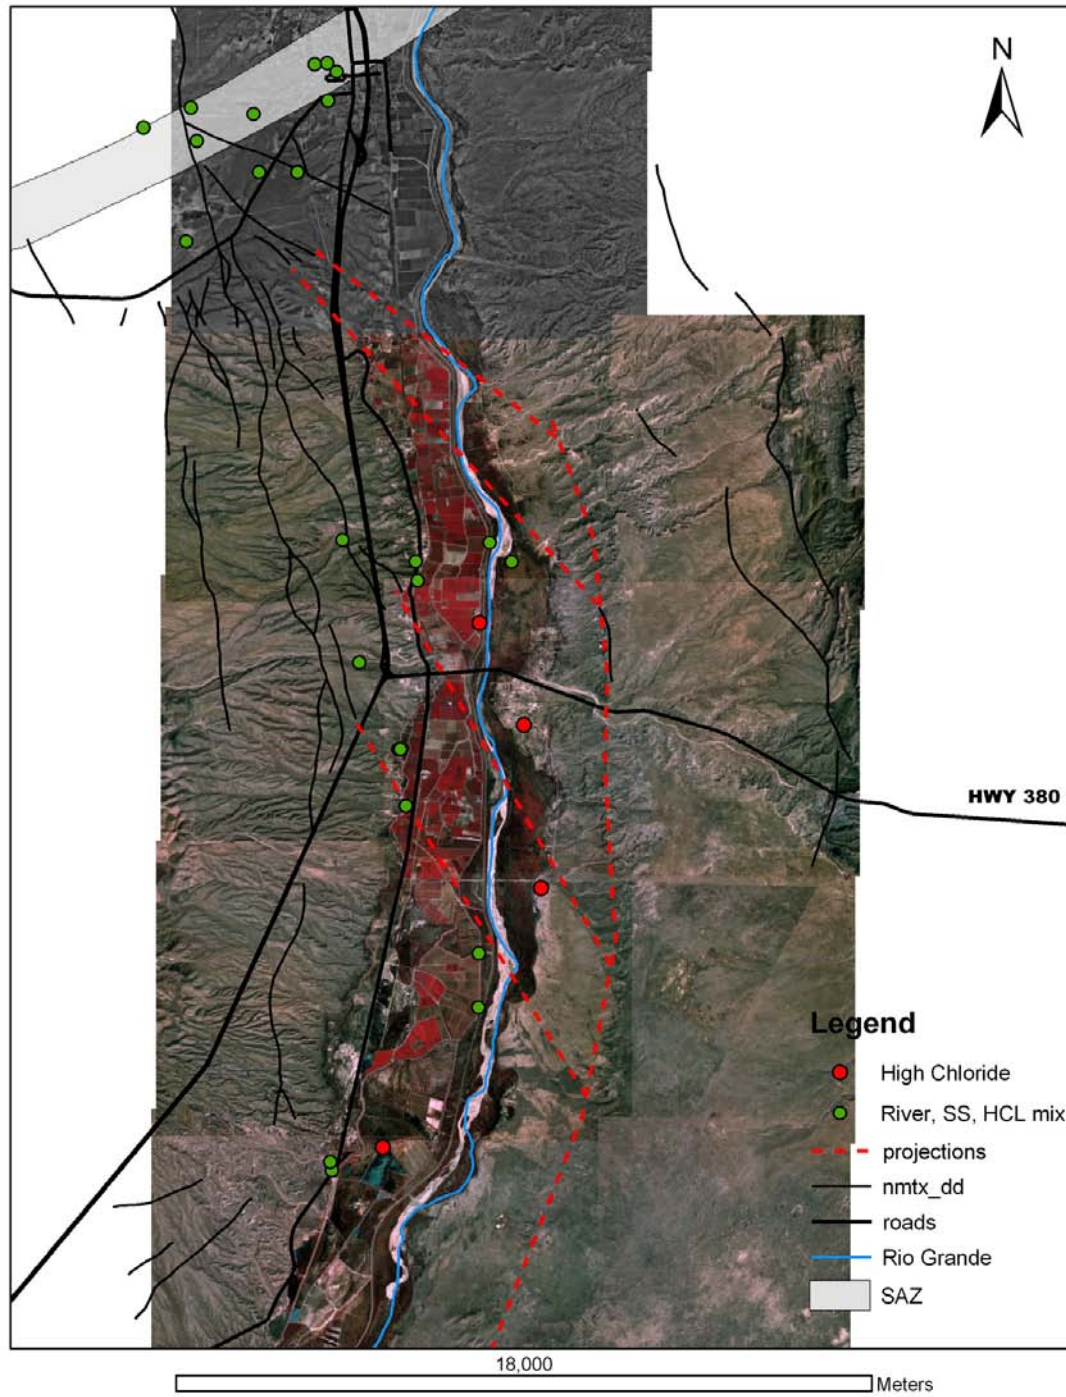 N
HWY 380
Legend
High Chloride
River, SS, HCL mix
projections
nmtx_dd
roads
Rio Grande
SAZ
18,000
Meters